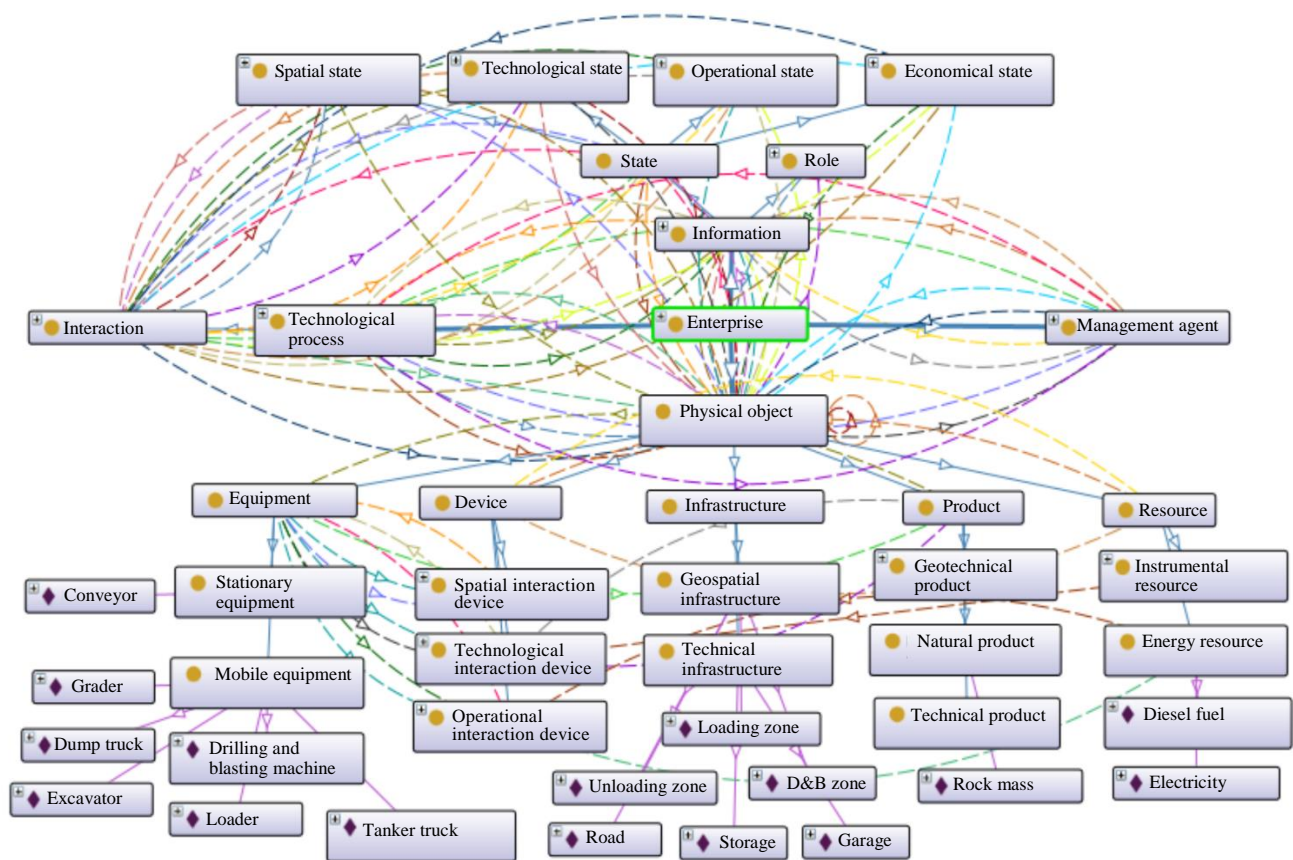 Spatial state
Technological state
Operational state
Economical state
State
Role
Information
Interaction
Technological
process
Enterprise
Management agent
Physical object
Equipment
Device
Infrastructure
Product
Resource
Conveyor
Stationary
equipment
Spatial interaction
device
Geospatial
infrastructure
Geotechnical
product
Instrumental
resource
Technological
interaction device
Technical
infrastructure
Natural product
Energy resource
Grader
Mobile equipment
Operational
interaction device
Loading zone
Technical product
Diesel fuel
Dump truck
Drilling and
blasting machine
Unloading zone
D&B zone
Rock mass
Electricity
Excavator
Loader
Tanker truck
Road
Storage
Garage